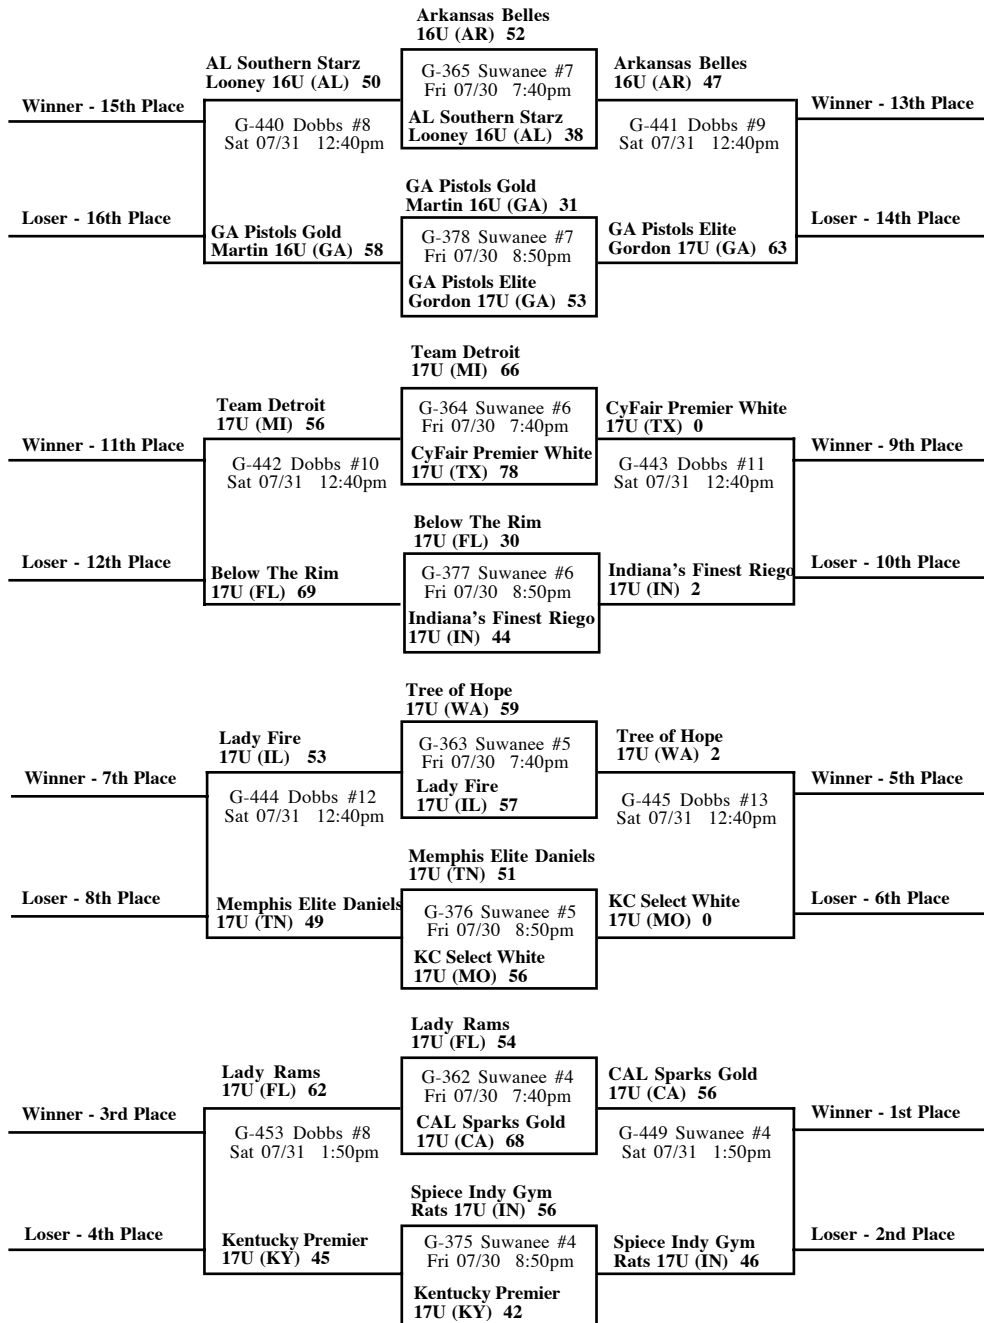 Arkansas Belles
16U (AR) 52
AL Southern Starz
Looney 16U (AL) 50
G-365 Suwanee #7
Fri 07/30 7:40pm
Arkansas Belles
16U (AR) 47
Winner - 15th Place
AL Southern Starz
Looney 16U (AL) 38
Winner - 13th Place
G-440 Dobbs #8
Sat 07/31 12:40pm
G-441 Dobbs #9
Sat 07/31 12:40pm
GA Pistols Gold
Martin 16U (GA) 31
Loser - 16th Place
Loser - 14th Place
GA Pistols Gold
Martin 16U (GA) 58
G-378 Suwanee #7
Fri 07/30 8:50pm
GA Pistols Elite
Gordon 17U (GA) 63
GA Pistols Elite
Gordon 17U (GA) 53
Team Detroit
17U (MI) 66
Team Detroit
17U (MI) 56
G-364 Suwanee #6
Fri 07/30 7:40pm
CyFair Premier White
17U (TX) 0
Winner - 11th Place
CyFair Premier White
17U (TX) 78
Winner - 9th Place
G-442 Dobbs #10
Sat 07/31 12:40pm
G-443 Dobbs #11
Sat 07/31 12:40pm
Below The Rim
17U (FL) 30
Loser - 12th Place
Loser - 10th Place
Below The Rim
17U (FL) 69
G-377 Suwanee #6
Fri 07/30 8:50pm
Indiana's Finest Riego
17U (IN) 2
Indiana's Finest Riego
17U (IN) 44
Tree of Hope
17U (WA) 59
Lady Fire
17U (IL) 53
G-363 Suwanee #5
Fri 07/30 7:40pm
Tree of Hope
17U (WA) 2
Winner - 7th Place
Lady Fire
17U (IL) 57
Winner - 5th Place
G-444 Dobbs #12
Sat 07/31 12:40pm
G-445 Dobbs #13
Sat 07/31 12:40pm
Memphis Elite Daniels
17U (TN) 51
Loser - 8th Place
Loser - 6th Place
Memphis Elite Daniels
17U (TN) 49
G-376 Suwanee #5
Fri 07/30 8:50pm
KC Select White
17U (MO) 0
KC Select White
17U (MO) 56
Lady Rams
17U (FL) 54
Lady Rams
17U (FL) 62
G-362 Suwanee #4
Fri 07/30 7:40pm
CAL Sparks Gold
17U (CA) 56
Winner - 3rd Place
CAL Sparks Gold
17U (CA) 68
Winner - 1st Place
G-453 Dobbs #8
Sat 07/31 1:50pm
G-449 Suwanee #4
Sat 07/31 1:50pm
Spiece Indy Gym
Rats 17U (IN) 56
Loser - 4th Place
Loser - 2nd Place
Kentucky Premier
17U (KY) 45
G-375 Suwanee #4
Fri 07/30 8:50pm
Spiece Indy Gym
Rats 17U (IN) 46
Kentucky Premier
17U (KY) 42